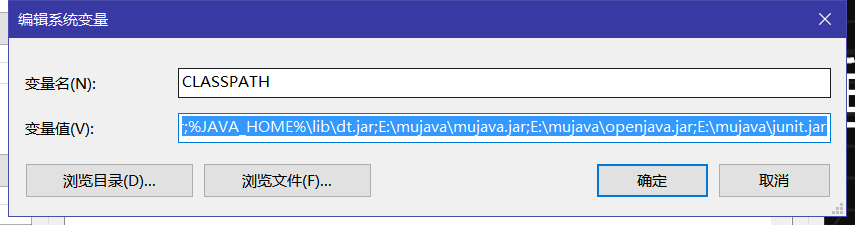 编辑系统变量
变量名(N):
CLASSPATH
变量值(V):
r;%JAVA_HOME%\lib\dt.jar;E:\mujava\mujava.jar;E:\mujava\openjava.jar;E:\mujava\junit.jar
浏览目录(D)...
浏览文件(F)...
确定
取消